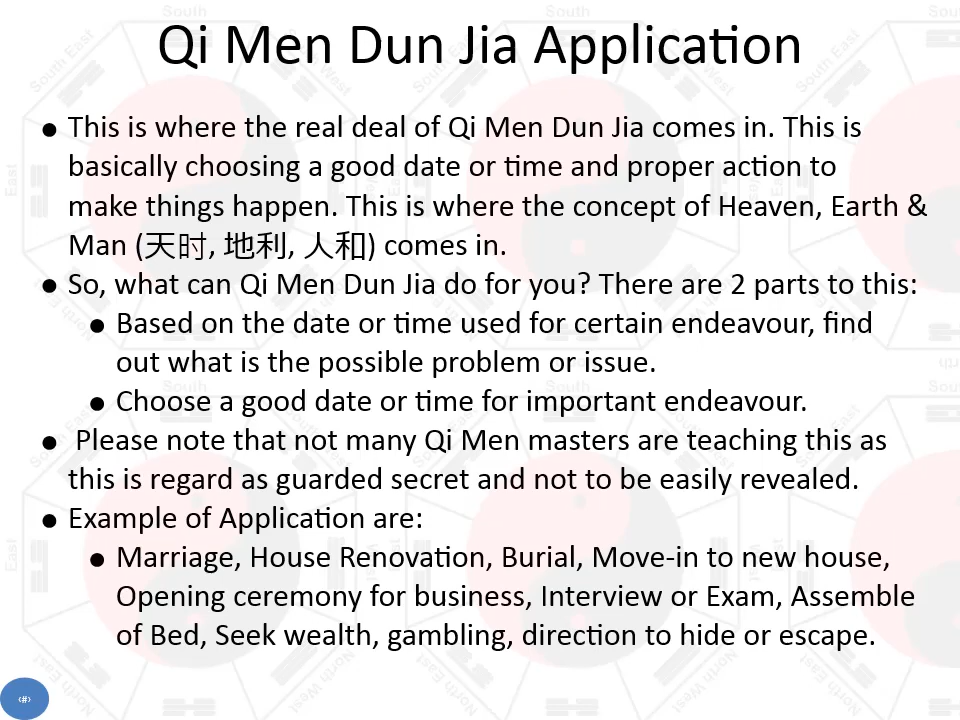 Qi Men Dun Jia Application
● This is where the real deal of Qi Men Dun Jia comes in. This is
basically choosing a good date or time and proper action to
make things happen. This is where the concept of Heaven, Earth &
Man (天时, 地利, 人和) comes in.
● So, what can Qi Men Dun Jia do for you? There are 2 parts to this:
● Based on the date or time used for certain endeavour, find
out what is the possible problem or issue.
● Choose a good date or time for important endeavour.
● Please note that not many Qi Men masters are teaching this as
this is regard as guarded secret and not to be easily revealed.
● Example of Application are:
● Marriage, House Renovation, Burial, Move-in to new house,
Opening ceremony for business, Interview or Exam, Assemble
of Bed, Seek wealth, gambling, direction to hide or escape.
‹#›